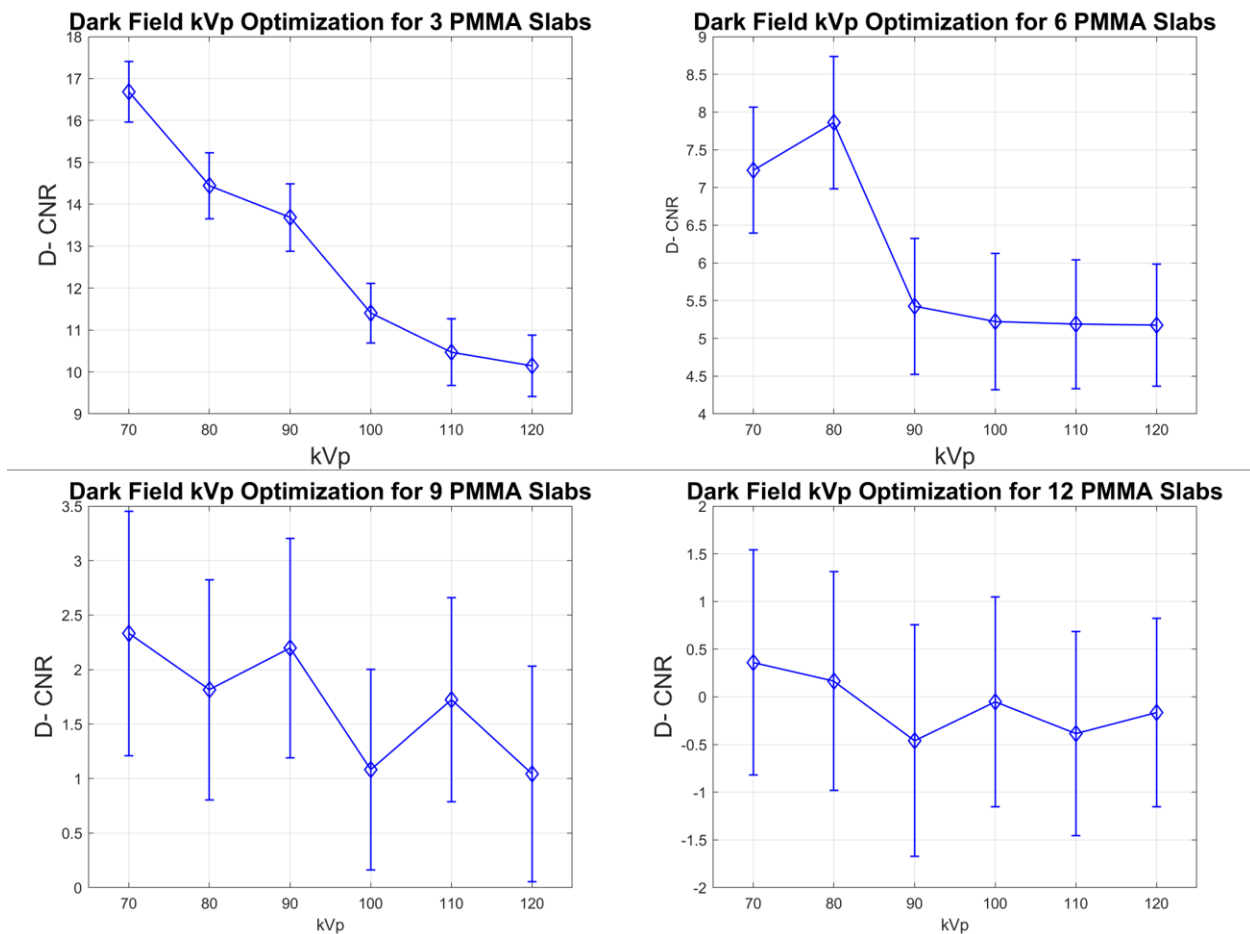 Dark Field kVp Optimization for 3 PMMA Slabs
18
17
16
15
14
13
12
11
10
9
D- CNR
70 80 90 100 110 120
kVp
Dark Field kVp Optimization for 6 PMMA Slabs
9
8.5
8
7.5
7
6.5
6
5.5
5
4.5
4
D- CNR
70 80 90 100 110 120
kVp
Dark Field kVp Optimization for 9 PMMA Slabs
3.5
3
2.5
2
1.5
1
0.5
0
D- CNR
70 80 90 100 110 120
kVp
Dark Field kVp Optimization for 12 PMMA Slabs
2
1.5
1
0.5
0
-0.5
-1
-1.5
-2
D- CNR
70 80 90 100 110 120
kVp